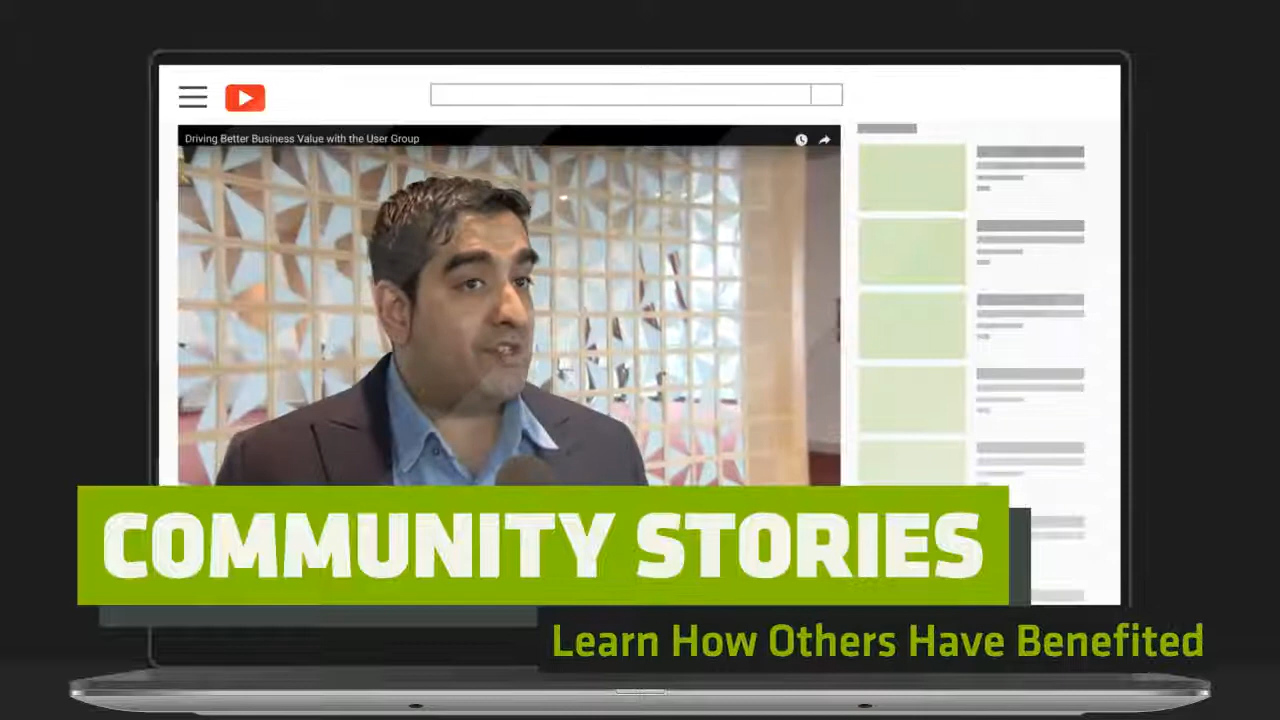 Driving Better Business Value with the User Group
COMMUNITY STORIES
Learn How Others Have Benefited